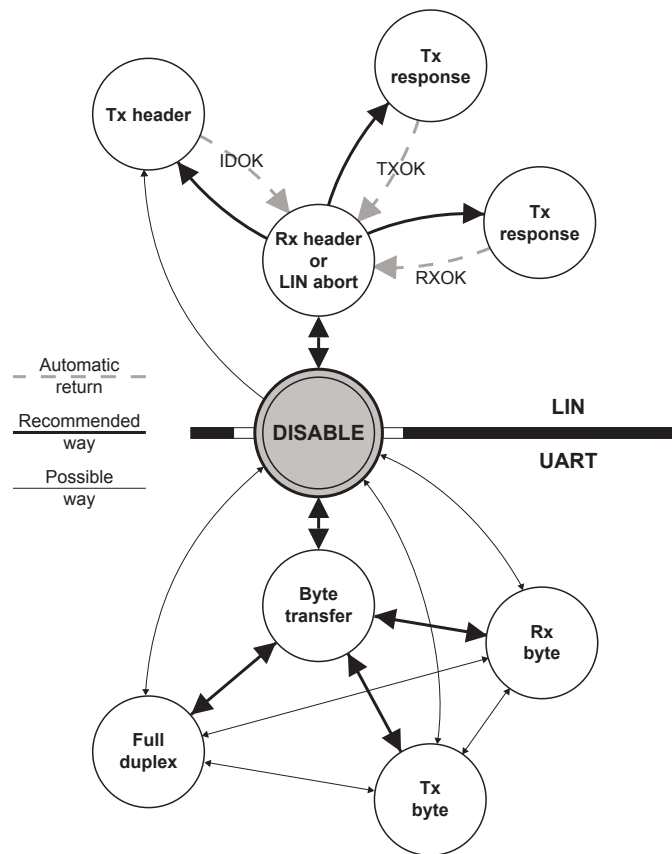 Tx
response
Tx header
IDOK
TXOK
Rx header
or
LIN abort
Tx
response
RXOK
Automatic
return
Recommended
way
Possible
way
DISABLE
LIN
UART
Byte
transfer
Rx
byte
Full
duplex
Tx
byte